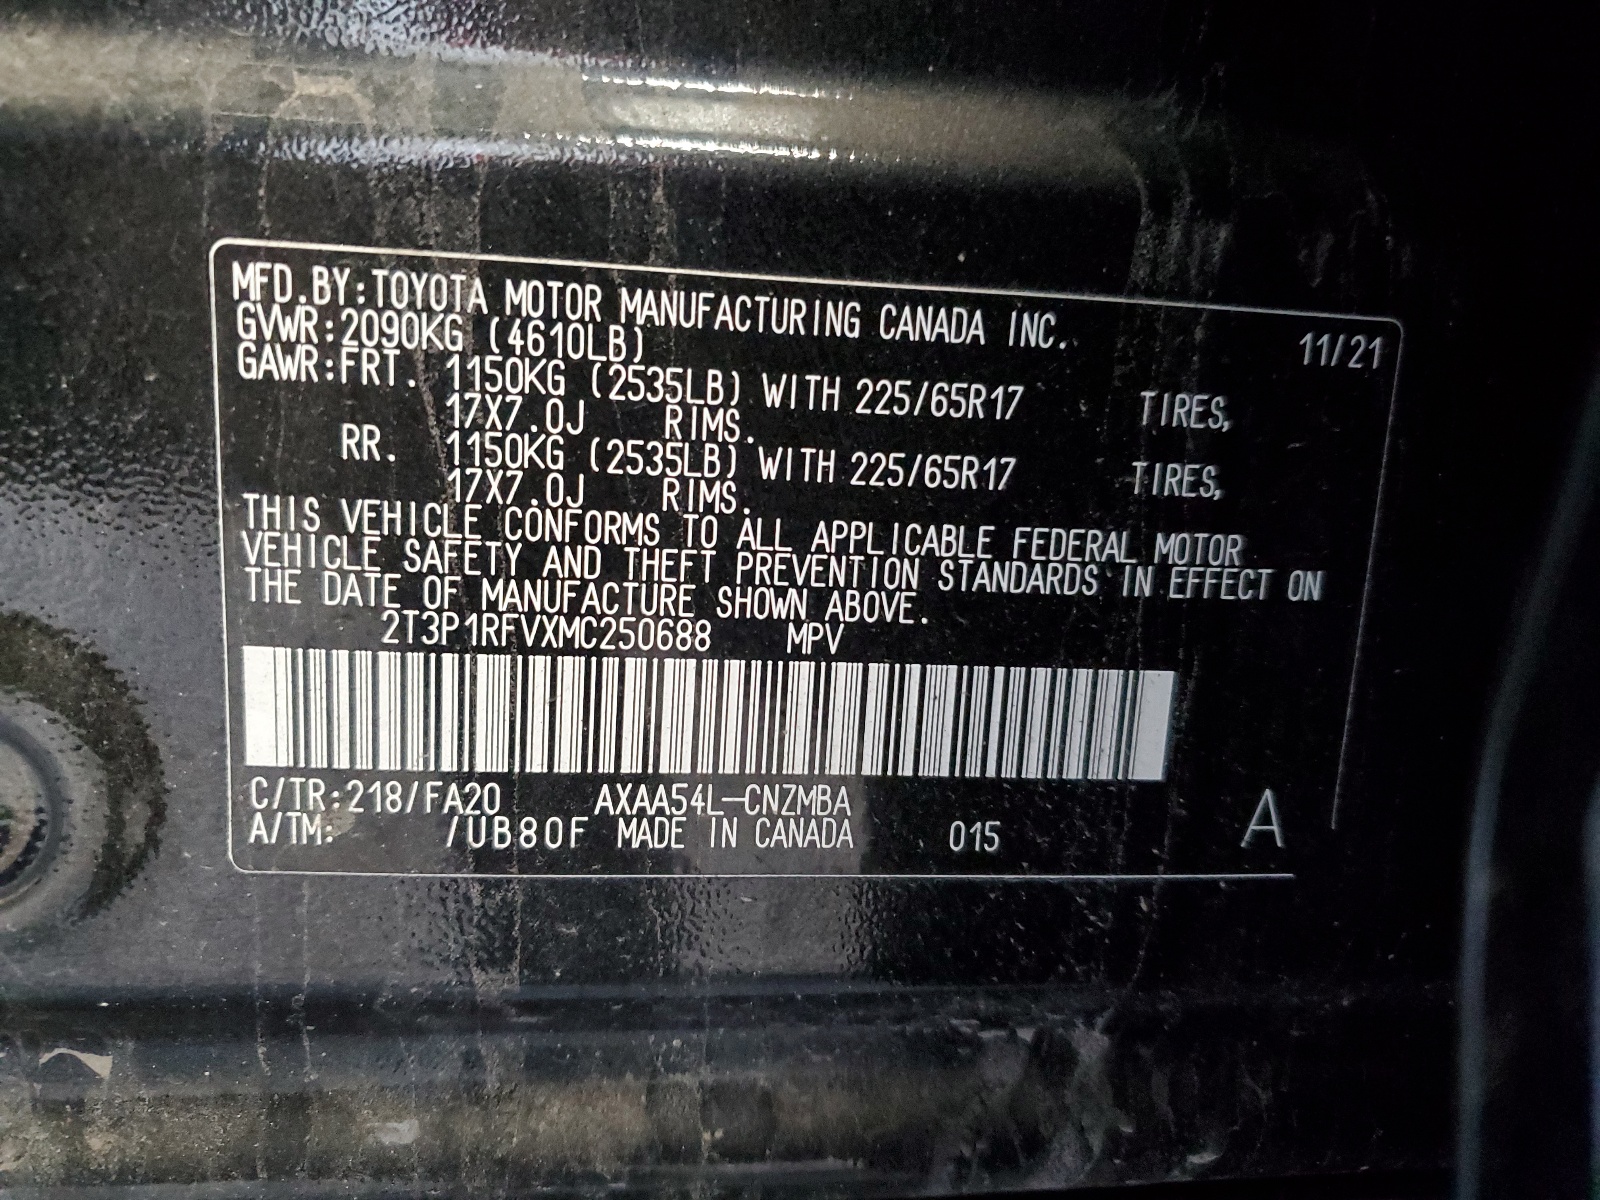 MFD.BY:TOYOTA MOTOR MANUFACTURING CANADA INC. 11/21
GVWR:2090KG (4610LB)
GAWR:FRT. 1150KG (2535LB) WITH 225/65R17 TIRES,
17X7.0J RIMS.
RR. 1150KG (2535LB) WITH 225/65R17 TIRES,
17X7.0J RIMS.
THIS VEHICLE CONFORMS TO ALL APPLICABLE FEDERAL MOTOR
VEHICLE SAFETY AND THEFT PREVENTION STANDARDS IN EFFECT ON
THE DATE OF MANUFACTURE SHOWN ABOVE.
2T3P1RFVXMC250688 MPV
C/TR:218/FA20 AXAA54L-CNZMBA
A/TM: /UB80F MADE IN CANADA 015 A